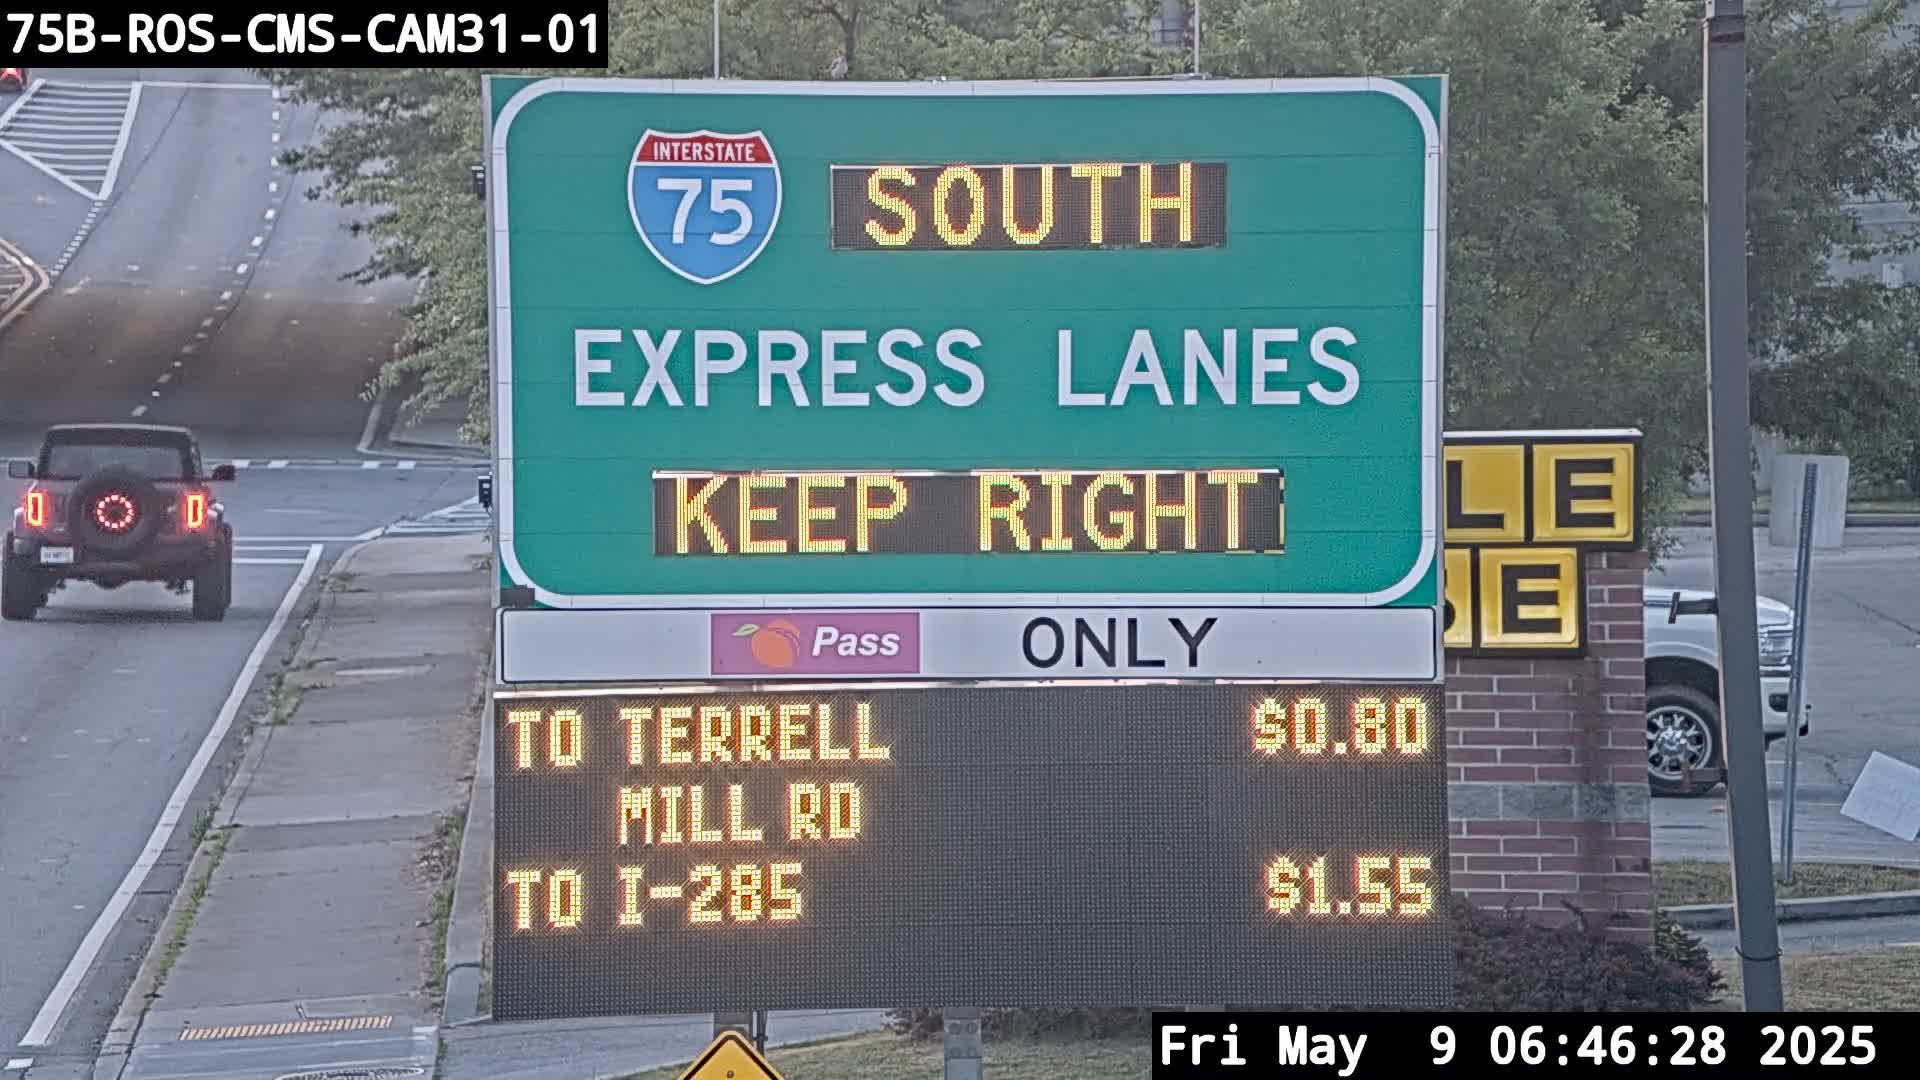 75B-ROS-CMS-CAM31-01
INTERSTATE
75
SOUTH
EXPRESS LANES
KEEP RIGHT
LE
E
Pass ONLY
TO TERRELL $0.80
MILL RD
TO I-285 $1.55
Fri May 9 06:46:28 2025